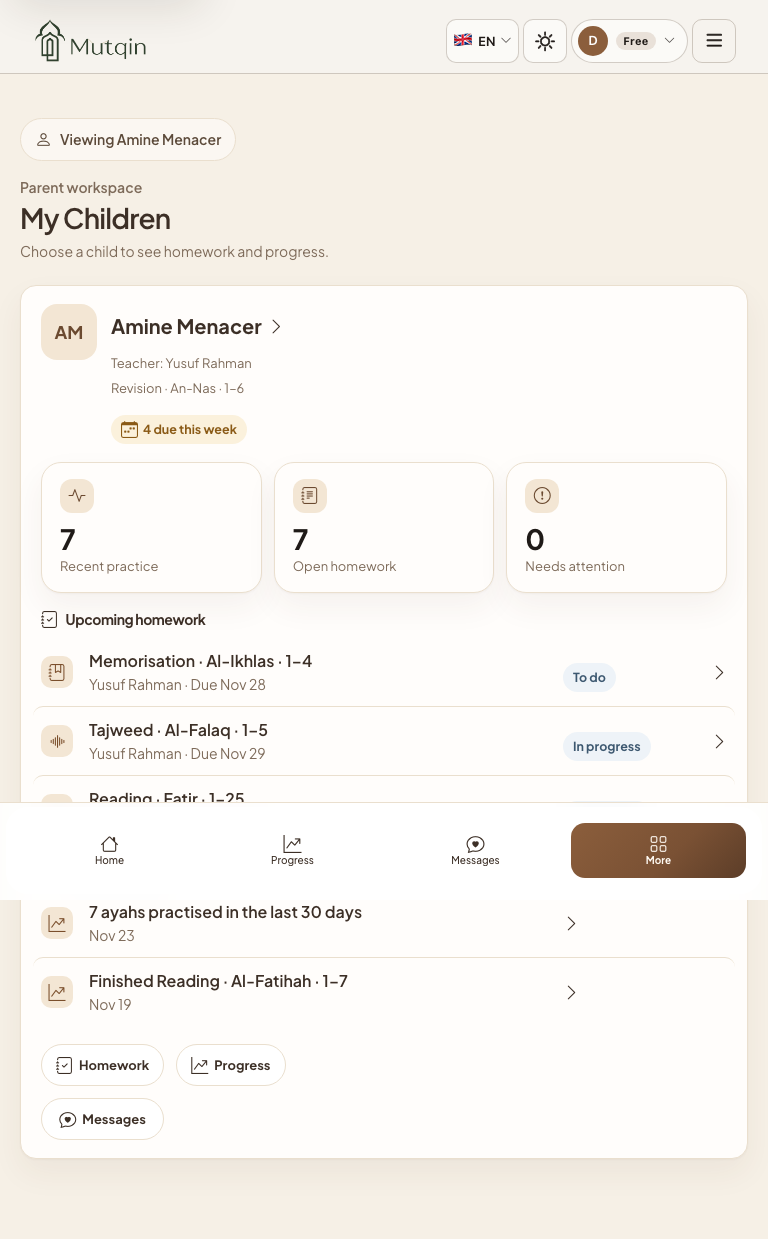 Mutqin
EN
D
Free
Viewing Amine Menacer
Parent workspace
My Children
Choose a child to see homework and progress.
AM
Amine Menacer
Teacher: Yusuf Rahman
Revision · An-Nas · 1–6
4 due this week
7
Recent practice
7
Open homework
0
Needs attention
Upcoming homework
Memorisation · Al-Ikhlas · 1–4
Yusuf Rahman · Due Nov 28
To do
Tajweed · Al-Falaq · 1–5
Yusuf Rahman · Due Nov 29
In progress
Reading · Fatir · 1–25
Home
Progress
Messages
More
7 ayahs practised in the last 30 days
Nov 23
Finished Reading · Al-Fatihah · 1–7
Nov 19
Homework
Progress
Messages